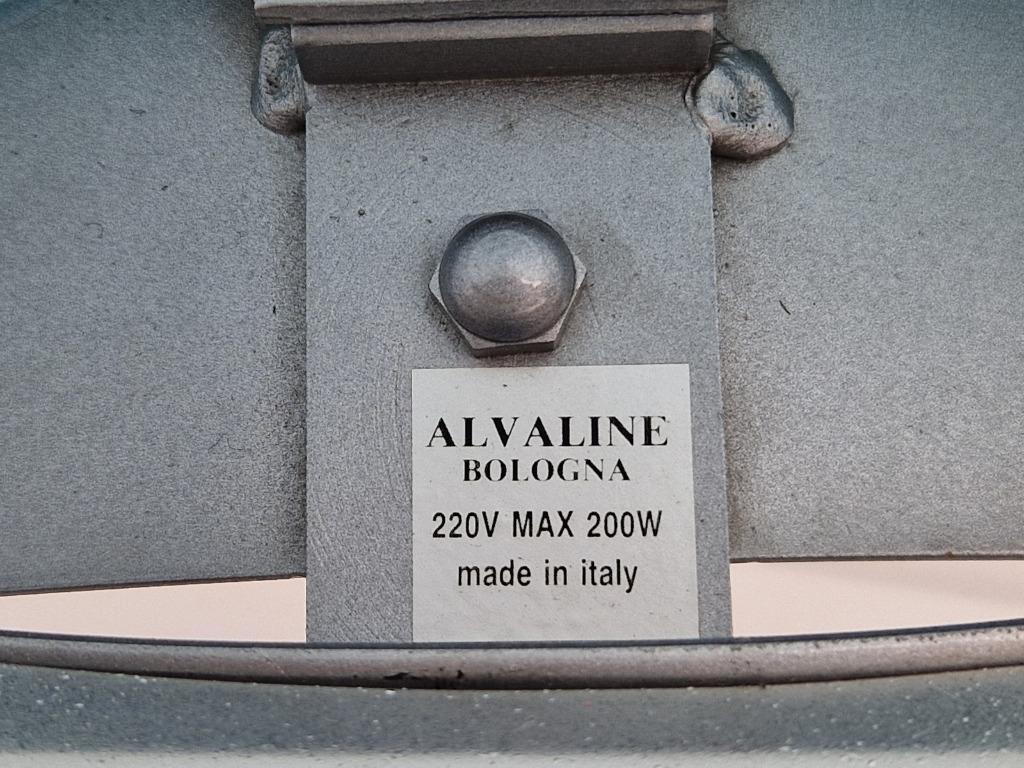 ALVALINE
BOLOGNA
220V MAX 200W
made in italy